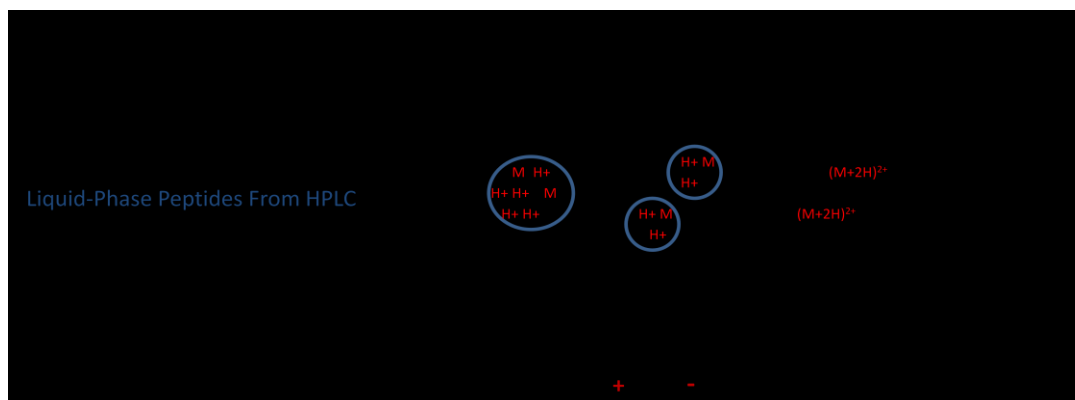 Liquid-Phase Peptides From HPLC
M H+
H+ H+ M
H+ H+
H+ M
H+
H+ M
H+
(M+2H)²⁺
(M+2H)²⁺
+ -